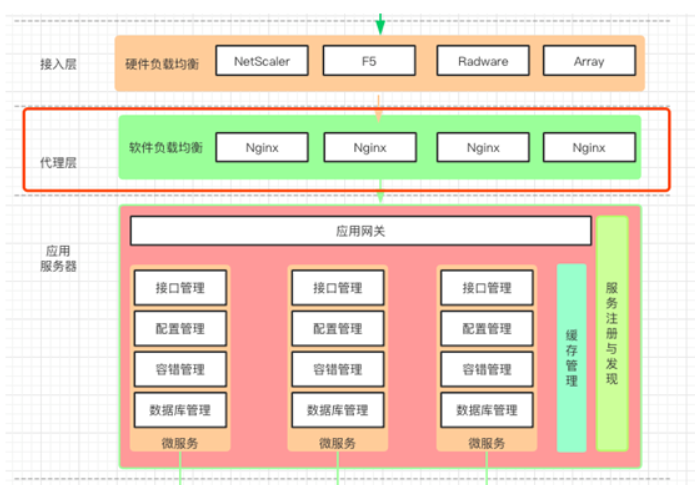 接入层
硬件负载均衡
NetScaler
F5
Radware
Array
代理层
软件负载均衡
Nginx
Nginx
Nginx
Nginx
应用
服务器
应用网关
接口管理
配置管理
容错管理
数据库管理
微服务
接口管理
配置管理
容错管理
数据库管理
微服务
接口管理
配置管理
容错管理
数据库管理
微服务
缓存管理
服务注册与发现